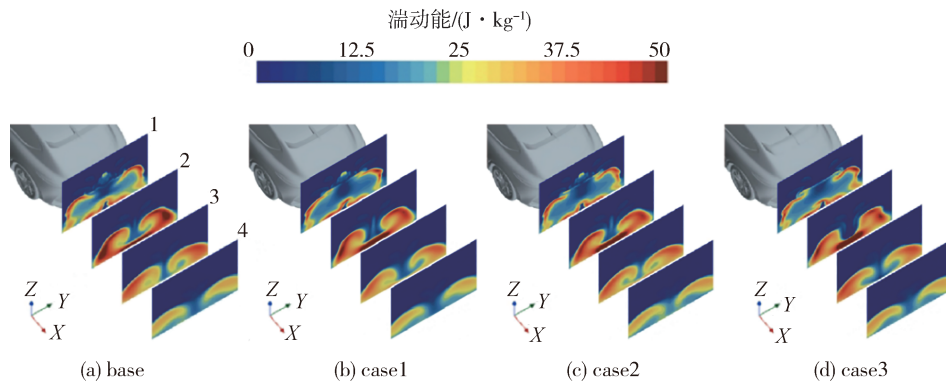 湍动能/(J·kg⁻¹)
0 12.5 25 37.5 50
1
2
3
4
Z Y X
Z Y X
Z Y X
Z Y X
(a) base (b) case1 (c) case2 (d) case3